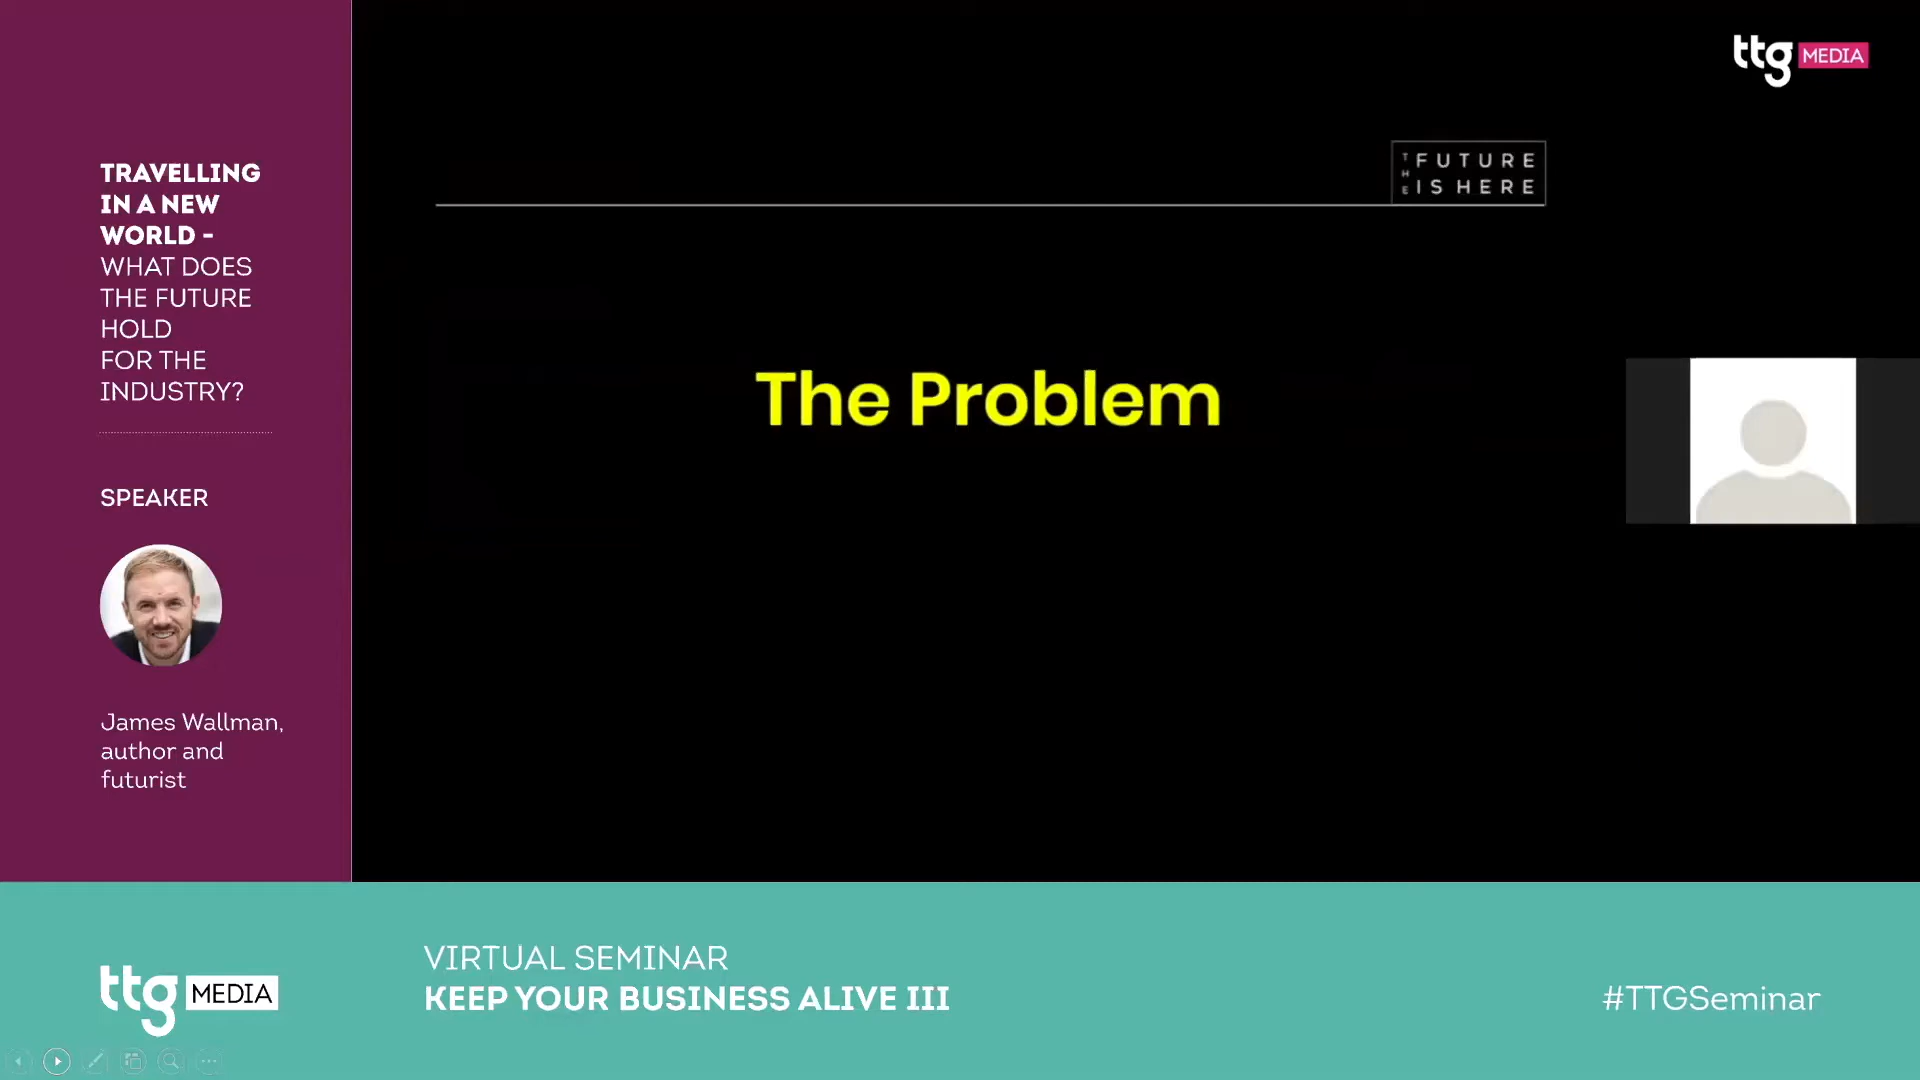 ttg MEDIA
TRAVELLING
IN A NEW
WORLD -
WHAT DOES
THE FUTURE
HOLD
FOR THE
INDUSTRY?
SPEAKER
James Wallman,
author and
futurist
THE FUTURE
IS HERE
The Problem
ttg MEDIA
VIRTUAL SEMINAR
KEEP YOUR BUSINESS ALIVE III
#TTGSeminar